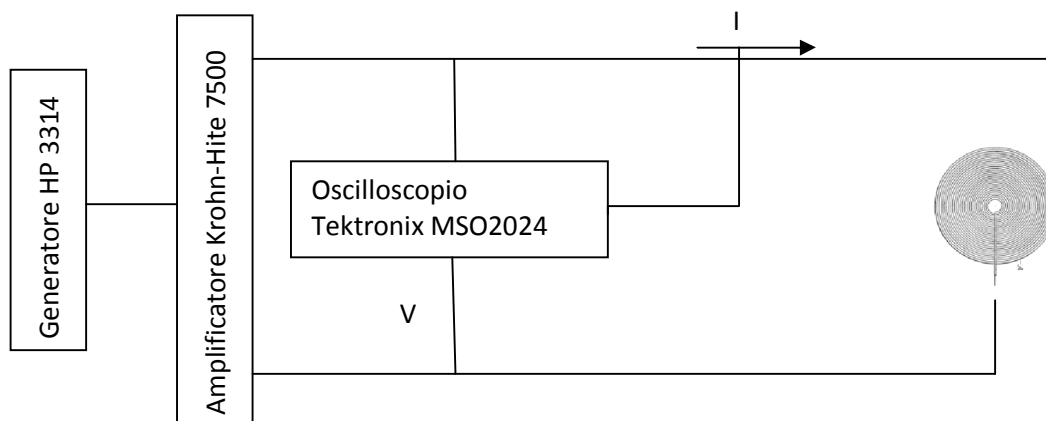 Generatore HP 3314
Amplificatore Krohn-Hite 7500
I
Oscilloscopio
Tektronix MSO2024
V